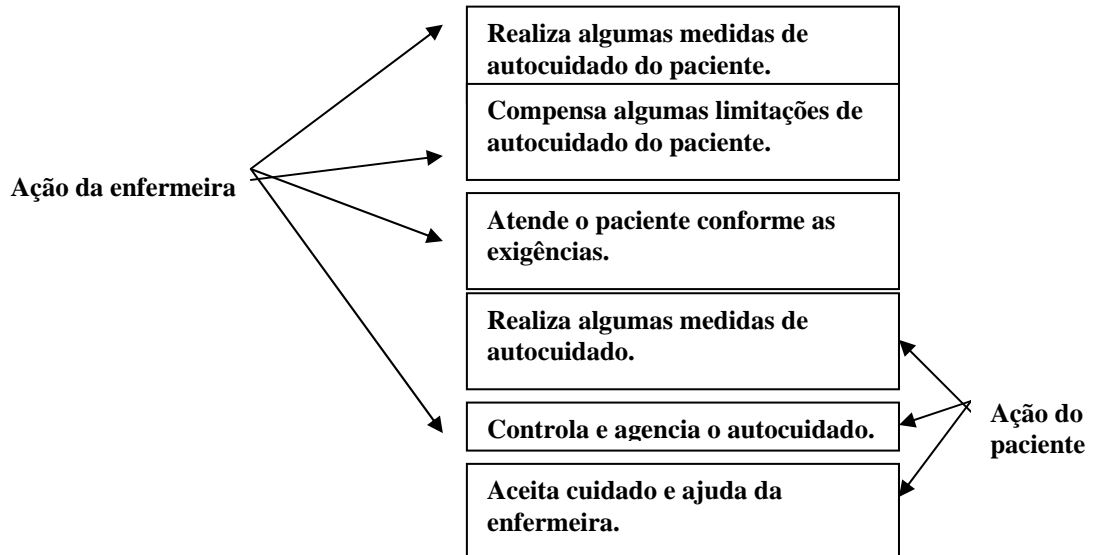 Realiza algumas medidas de
autocuidado do paciente.
Compensa algumas limitações de
autocuidado do paciente.
Ação da enfermeira
Atende o paciente conforme as
exigências.
Realiza algumas medidas de
autocuidado.
Controla e agencia o autocuidado.
Ação do
paciente
Aceita cuidado e ajuda da
enfermeira.